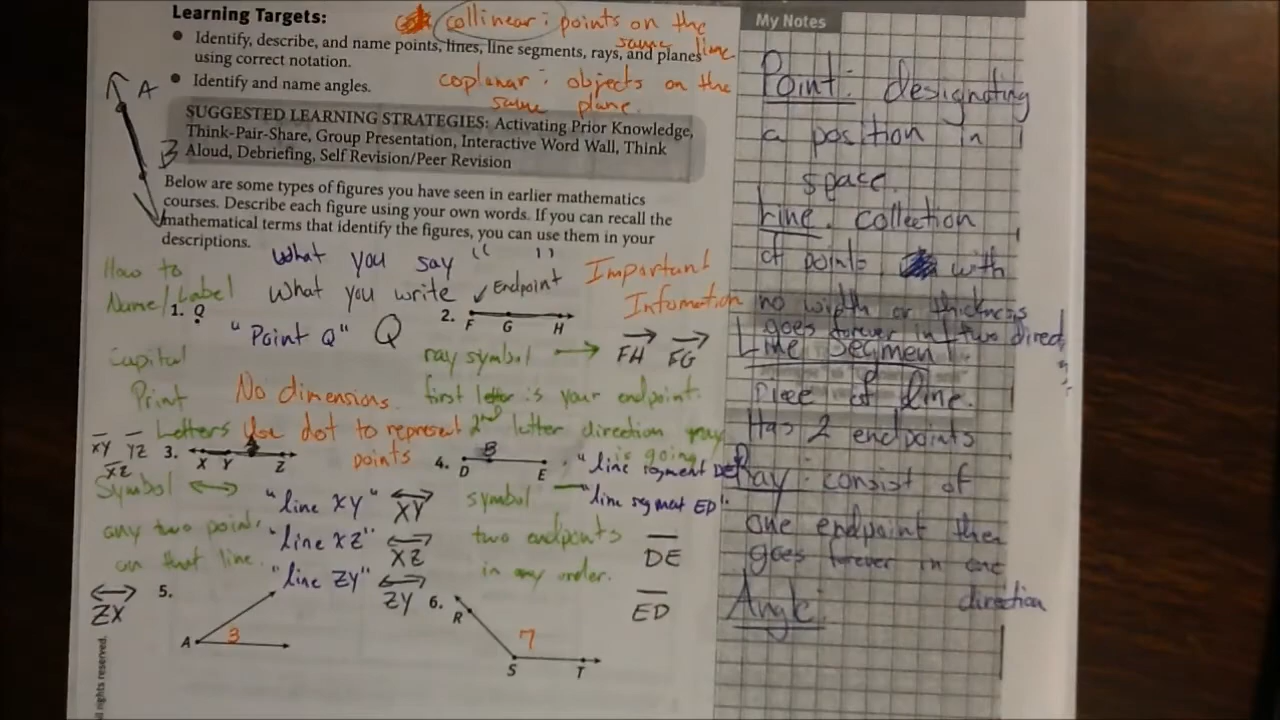 Learning Targets:
collinear: points on the
same line
Identify, describe, and name points, lines, line segments, rays, and planes
using correct notation.
Identify and name angles.
coplanar: objects on the
same plane.
A
B
SUGGESTED LEARNING STRATEGIES: Activating Prior Knowledge,
Think-Pair-Share, Group Presentation, Interactive Word Wall, Think
Aloud, Debriefing, Self Revision/Peer Revision
Below are some types of figures you have seen in earlier mathematics
courses. Describe each figure using your own words. If you can recall the
mathematical terms that identify the figures, you can use them in your
descriptions.
How to
Name/Label
What you say " "
What you write
Endpoint
Important
Infomation
1. Q
"Point Q" Q
2. F G H
Capital
Print
Letters
ray symbol → FH GG
first letter is your endpoint.
2nd letter direction ray
is going
No dimensions.
Use dot to represent
points
XY YZ
XZ
3. X Y Z
4. D B E
"line segment DE"
"line segment ED".
Symbol ↔
any two points
on that line.
"line XY" XY
"line XZ" XZ
"line ZY" ZY
ZX
symbol —
two endpoints
in any order.
DE
ED
5.
A 3
6.
R 7
S T
ll rights reserved.
My Notes
Point: designating
a position in
space.
Line: collection
of points with
no width or thickness
goes forever in two direct
Line Segment:
Piece of line.
Has 2 endpoints
Ray: consist of
one endpoint then
goes forever in one
direction
Angle: